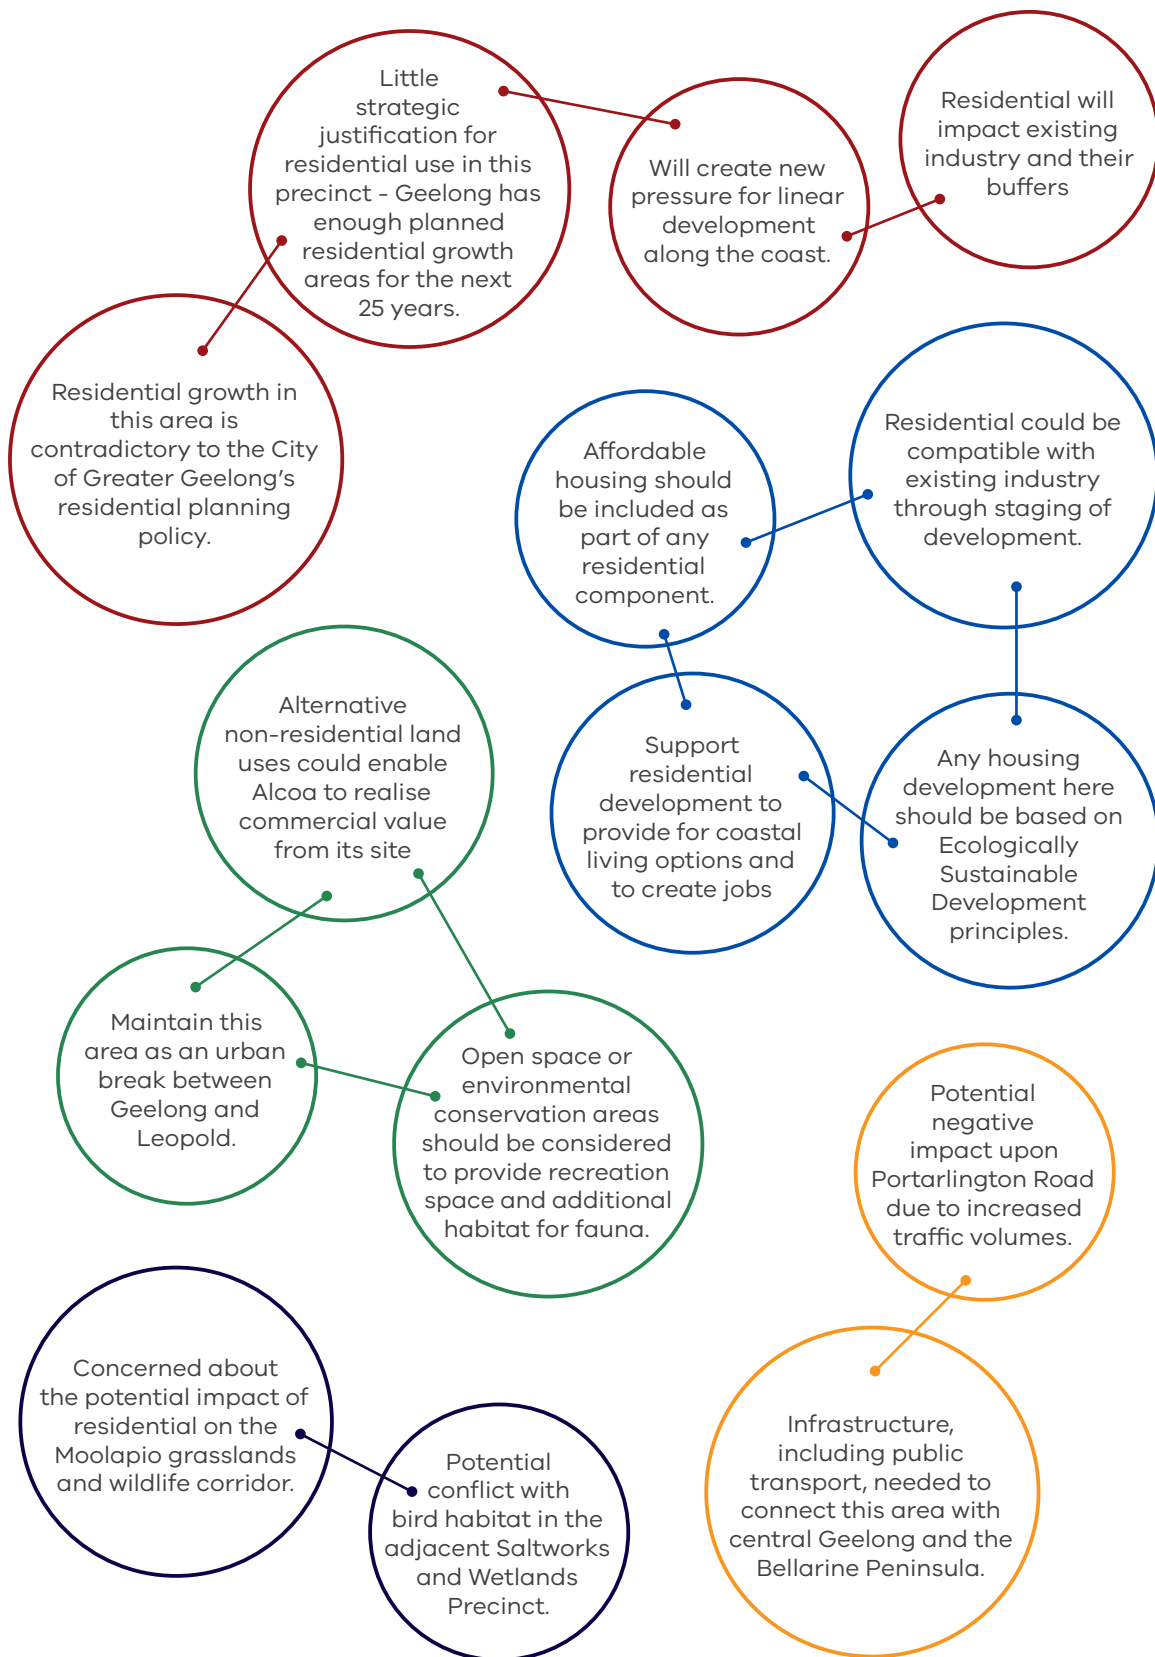 Little
strategic
justification for
residential use in this
precinct - Geelong has
enough planned
residential growth
areas for the next
25 years.
Will create new
pressure for linear
development
along the coast.
Residential will
impact existing
industry and their
buffers
Residential growth in
this area is
contradictory to the City
of Greater Geelong's
residential planning
policy.
Affordable
housing should
be included as
part of any
residential
component.
Residential could be
compatible with
existing industry
through staging of
development.
Support
residential
development to
provide for coastal
living options and
to create jobs
Any housing
development here
should be based on
Ecologically
Sustainable
Development
principles.
Alternative
non-residential land
uses could enable
Alcoa to realise
commercial value
from its site
Maintain this
area as an urban
break between
Geelong and
Leopold.
Open space or
environmental
conservation areas
should be considered
to provide recreation
space and additional
habitat for fauna.
Potential
negative
impact upon
Portarlington Road
due to increased
traffic volumes.
Infrastructure,
including public
transport, needed to
connect this area with
central Geelong and the
Bellarine Peninsula.
Concerned about
the potential impact of
residential on the
Moolapio grasslands
and wildlife corridor.
Potential
conflict with
bird habitat in the
adjacent Saltworks
and Wetlands
Precinct.